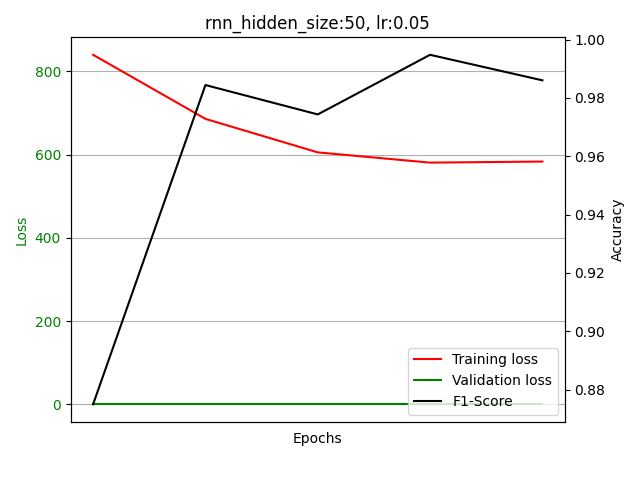 rnn_hidden_size:50, lr:0.05
800
600
400
200
0
Loss
1.00
0.98
0.96
0.94
0.92
0.90
0.88
Accuracy
Training loss
Validation loss
F1-Score
Epochs